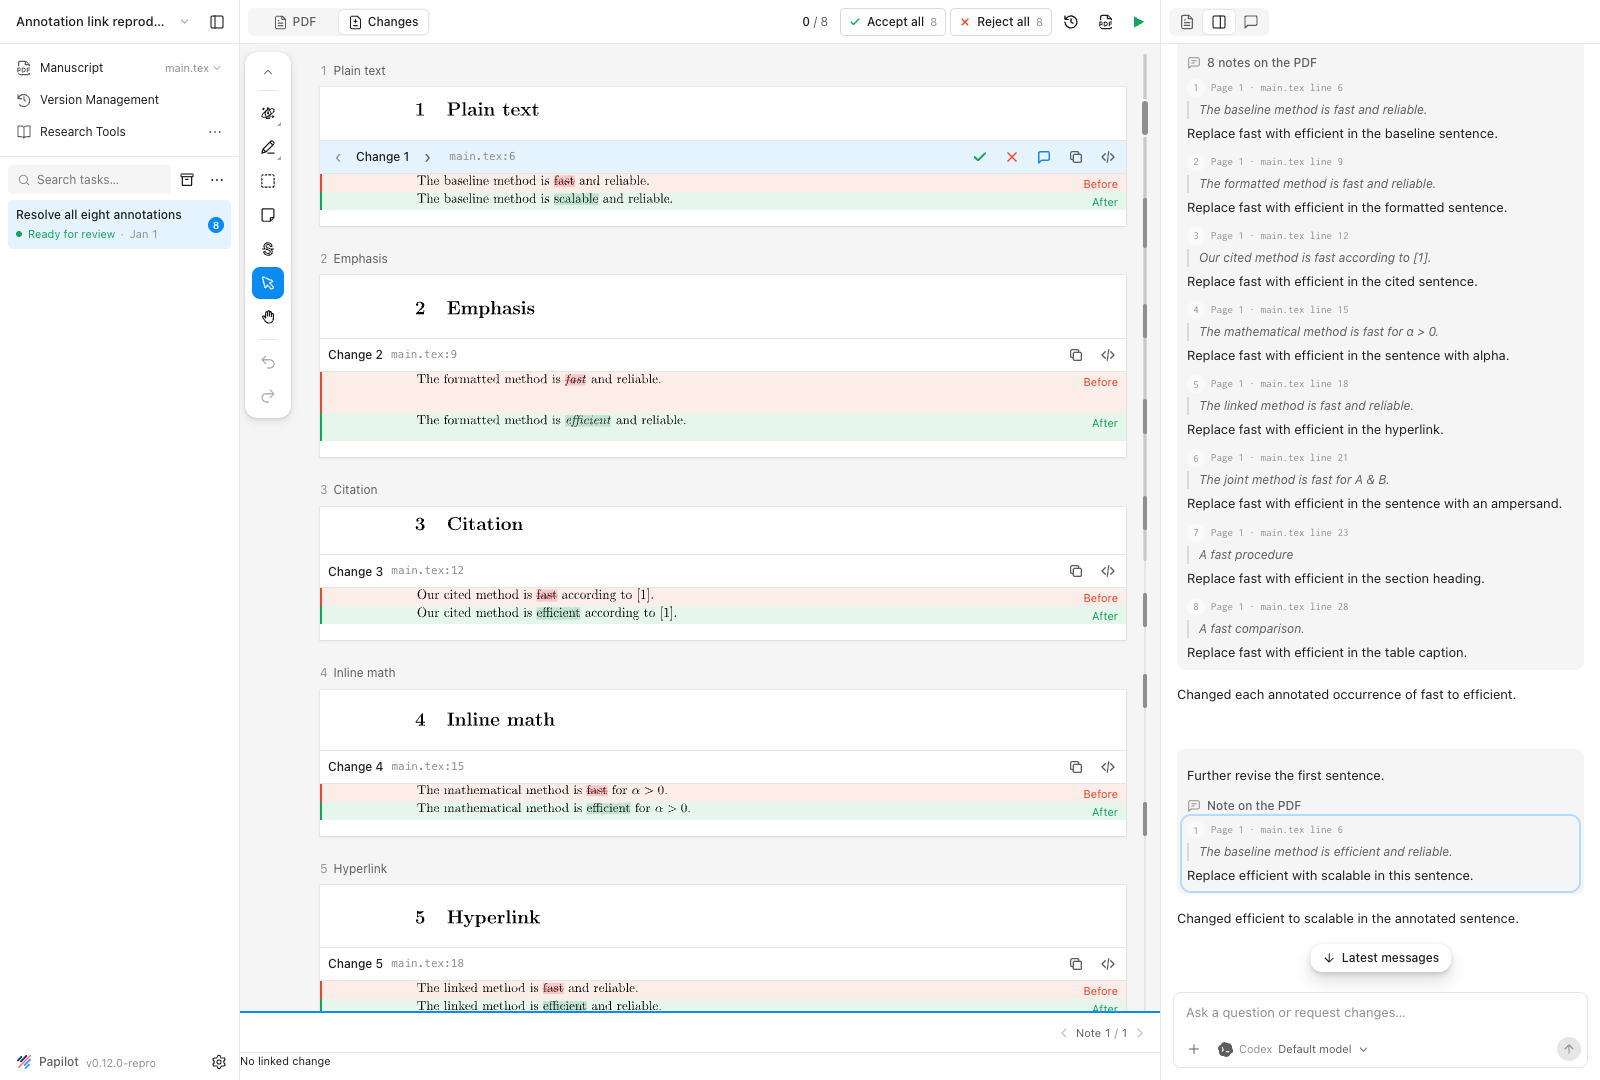 Annotation link reprod...
Manuscript
main.tex
Version Management
Research Tools
Search tasks...
Resolve all eight annotations
Ready for review · Jan 1
8
Papilot v0.12.0-repro
PDF
Changes
0 / 8
Accept all 8
Reject all 8
1 Plain text
1 Plain text
Change 1
main.tex:6
The baseline method is fast and reliable.
Before
The baseline method is scalable and reliable.
After
2 Emphasis
2 Emphasis
Change 2 main.tex:9
The formatted method is fast and reliable.
Before
The formatted method is efficient and reliable.
After
3 Citation
3 Citation
Change 3 main.tex:12
Our cited method is fast according to [1].
Before
Our cited method is efficient according to [1].
After
4 Inline math
4 Inline math
Change 4 main.tex:15
The mathematical method is fast for α > 0.
Before
The mathematical method is efficient for α > 0.
After
5 Hyperlink
5 Hyperlink
Change 5 main.tex:18
The linked method is fast and reliable.
Before
The linked method is efficient and reliable.
After
Note 1 / 1
No linked change
8 notes on the PDF
1 Page 1 · main.tex line 6
The baseline method is fast and reliable.
Replace fast with efficient in the baseline sentence.
2 Page 1 · main.tex line 9
The formatted method is fast and reliable.
Replace fast with efficient in the formatted sentence.
3 Page 1 · main.tex line 12
Our cited method is fast according to [1].
Replace fast with efficient in the cited sentence.
4 Page 1 · main.tex line 15
The mathematical method is fast for α > 0.
Replace fast with efficient in the sentence with alpha.
5 Page 1 · main.tex line 18
The linked method is fast and reliable.
Replace fast with efficient in the hyperlink.
6 Page 1 · main.tex line 21
The joint method is fast for A & B.
Replace fast with efficient in the sentence with an ampersand.
7 Page 1 · main.tex line 23
A fast procedure
Replace fast with efficient in the section heading.
8 Page 1 · main.tex line 28
A fast comparison.
Replace fast with efficient in the table caption.
Changed each annotated occurrence of fast to efficient.
Further revise the first sentence.
Note on the PDF
1 Page 1 · main.tex line 6
The baseline method is efficient and reliable.
Replace efficient with scalable in this sentence.
Changed efficient to scalable in the annotated sentence.
Latest messages
Ask a question or request changes...
Codex Default model